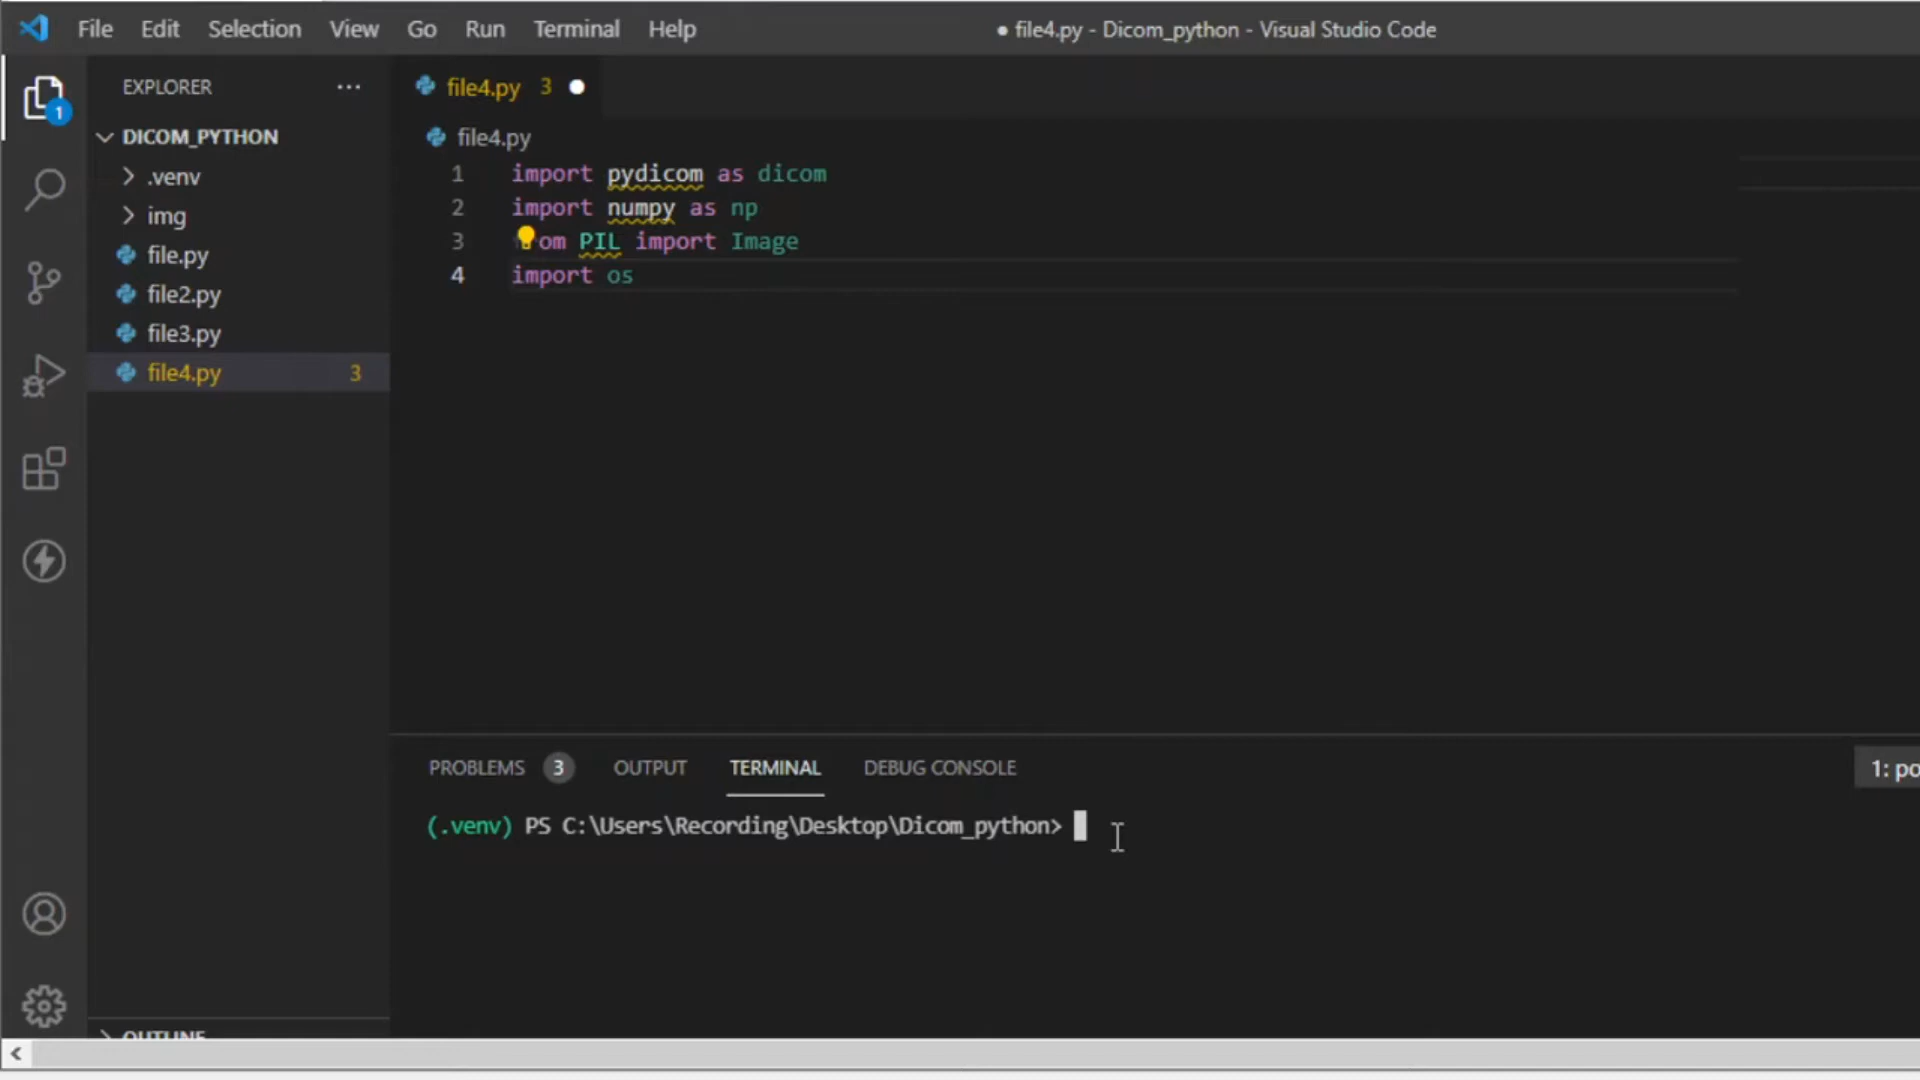 File Edit Selection View Go Run Terminal Help
● file4.py - Dicom_python - Visual Studio Code
1
EXPLORER ...
DICOM_PYTHON
.venv
img
file.py
file2.py
file3.py
file4.py 3
OUTLINE
file4.py 3
file4.py
1 import pydicom as dicom
2 import numpy as np
3 om PIL import Image
4 import os
PROBLEMS 3 OUTPUT TERMINAL DEBUG CONSOLE
1: po
(.venv) PS C:\Users\Recording\Desktop\Dicom_python>